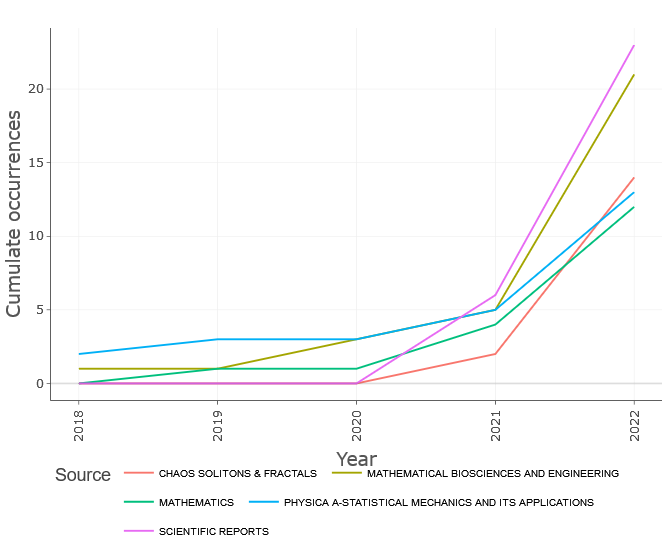 Cumulate occurrences
20
15
10
5
0
2018
2019
2020
2021
2022
Year
Source
CHAOS SOLITONS & FRACTALS
MATHEMATICAL BIOSCIENCES AND ENGINEERING
MATHEMATICS
PHYSICA A-STATISTICAL MECHANICS AND ITS APPLICATIONS
SCIENTIFIC REPORTS